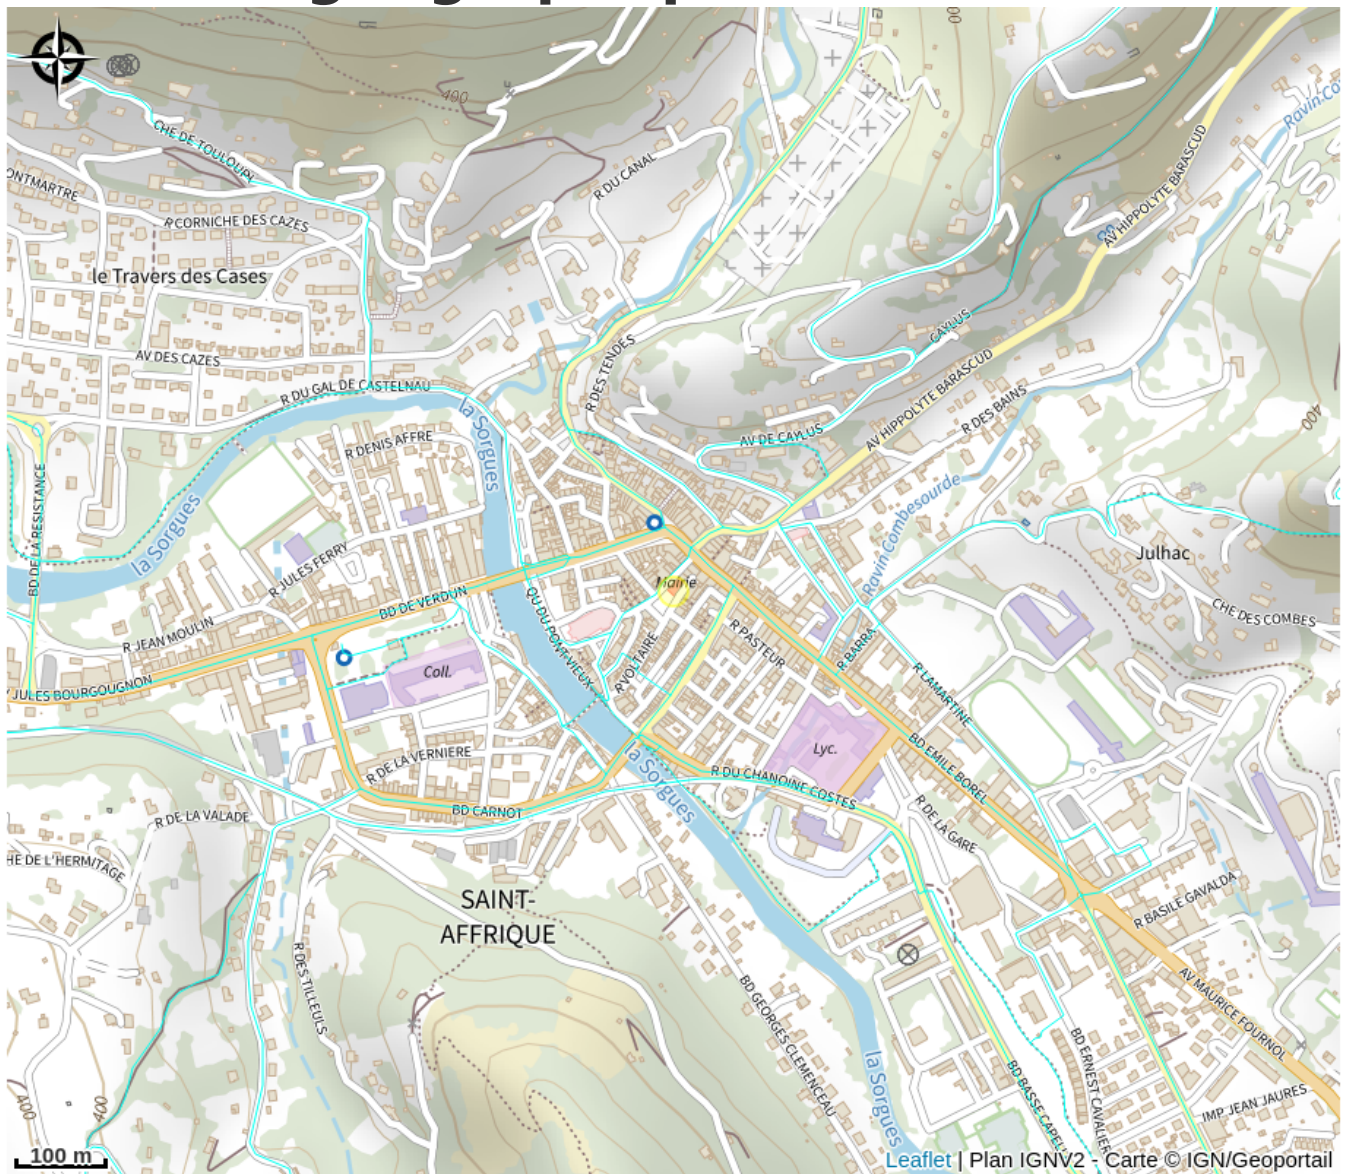 490
CHE DE TOULOUPI
ONTMARTRE
R CORNICHE DES CAZES
R DU CANAL
Ravin Co
AV HIPPOLYTE BARASCUD
le Travers des Cases
AV DES CAZES
R DU GAL DE CASTELNAU
R DES TENDES
CAYLUS
AV HIPPOLYTE BARASCUD
R DES BAINS
400
la Sorgues
R DENIS AFFRE
AV DE CAYLUS
BD DE LA RESISTANCE
la Sorgues
Ravin Combesourde
R JULES FERRY
Julhac
Mairie
BD DE VERDUN
QU DU PONT-VIEUX
CHE DES COMBES
R JEAN MOULIN
R PASTEUR
R BARRA
R VOLTAIRE
R LAMARTINE
JULES BOURGOUGNON
Coll.
Lyc.
BD EMILE BOREL
R DE LA VERNIERE
la Sorgues
R DU CHANOINE COSTES
BD CARNOT
R DE LA VALADE
R DE LA GARE
HE DE L'HERMITAGE
SAINT-
AFFRIQUE
R BASILE GAVALDA
R DES TILLEULS
BD GEORGES CLEMENCEAU
AV MAURICE FOURNOL
BD ERNEST CAVALIER
BD BASSE CAPEL
la Sorgues
400
400
IMP JEAN JAURES
100 m
Leaflet | Plan IGNV2 - Carte © IGN/Geoportail